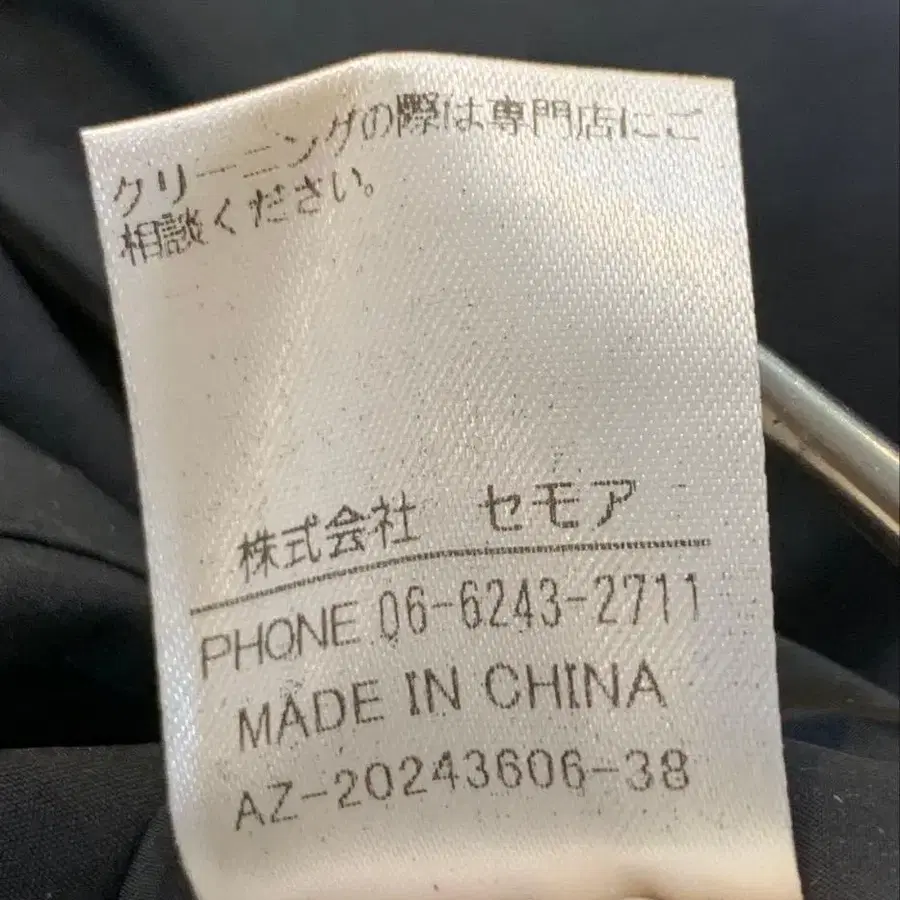 クリーニングの際は専門店にご
相談ください。
株式会社 セモア
PHONE 06-6243-2711
MADE IN CHINA
AZ-20243606-38